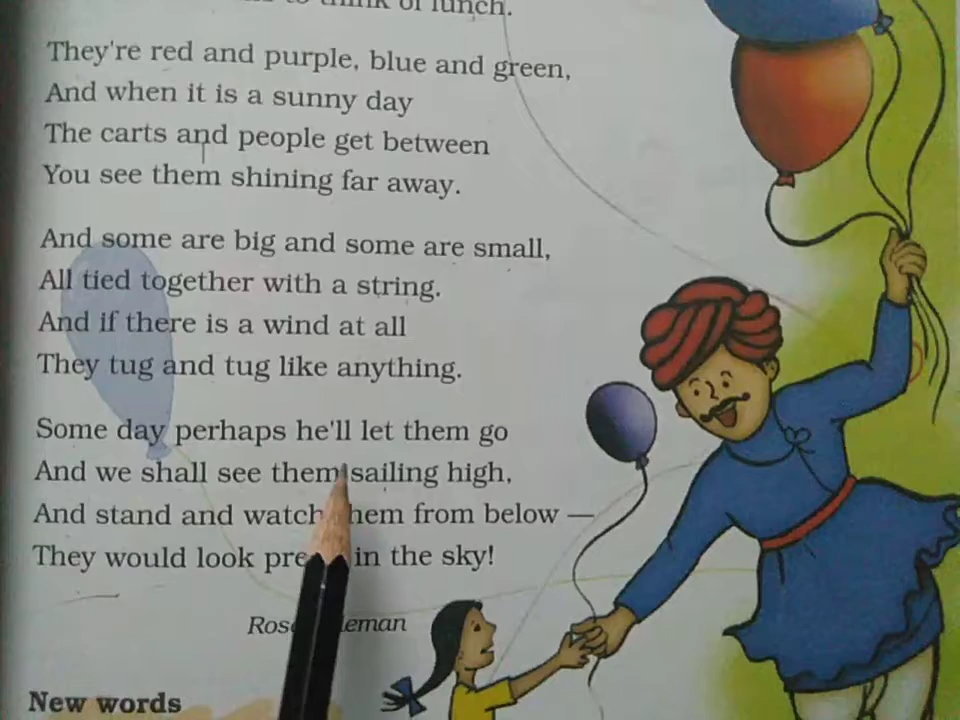 to think of lunch.
They're red and purple, blue and green,
And when it is a sunny day
The carts and people get between
You see them shining far away.
And some are big and some are small,
All tied together with a string.
And if there is a wind at all
They tug and tug like anything.
Some day perhaps he'll let them go
And we shall see them sailing high,
And stand and watch them from below —
They would look in the sky!
New words